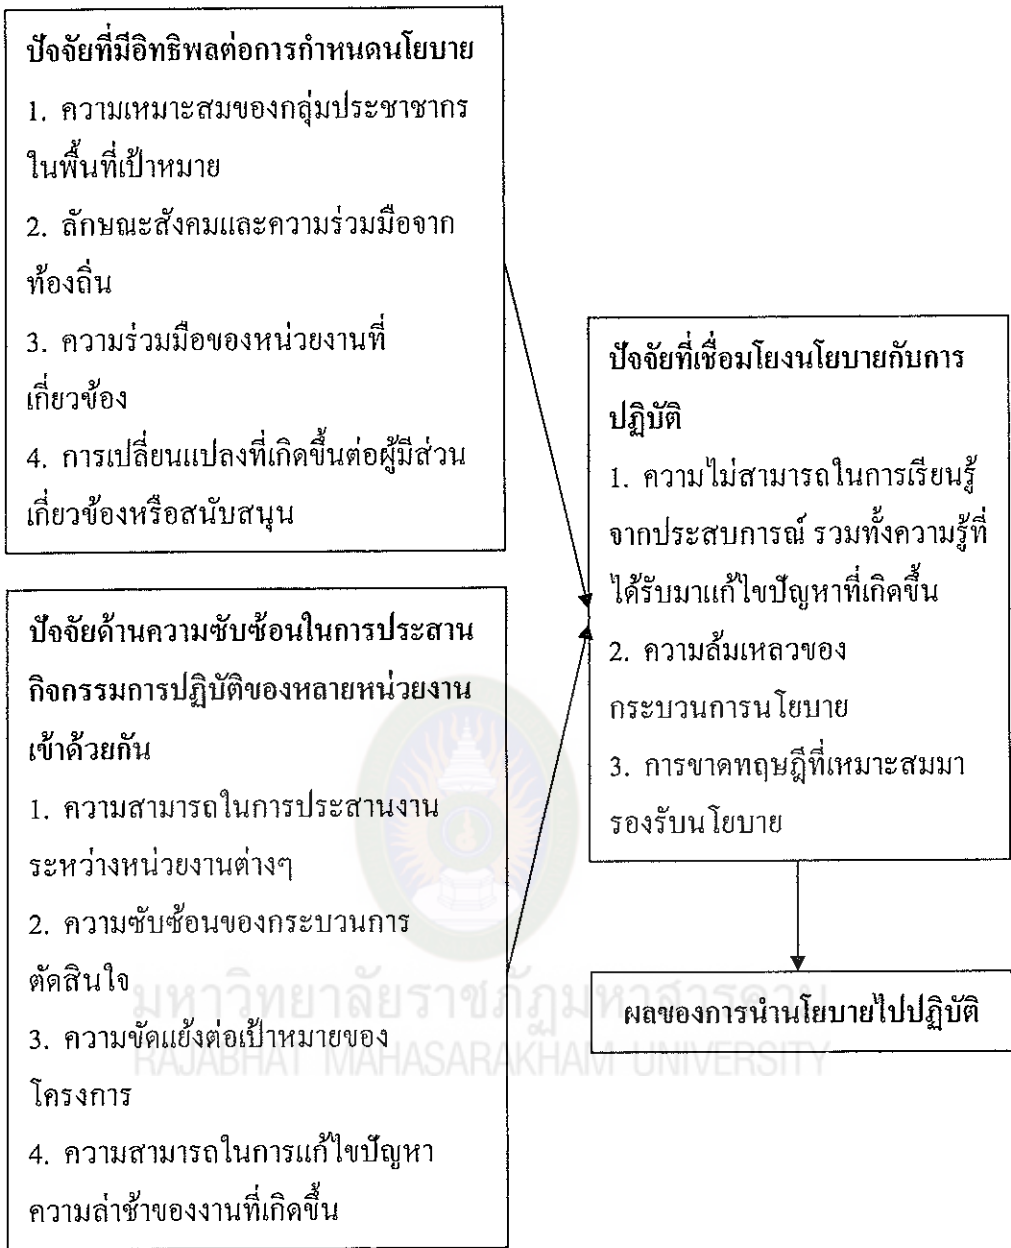 ปัจจัยที่มีอิทธิพลต่อการกำหนดนโยบาย
1. ความเหมาะสมของกลุ่มประชาชากร
ในพื้นที่เป้าหมาย
2. ลักษณะสังคมและความร่วมมือจาก
ท้องถิ่น
3. ความร่วมมือของหน่วยงานที่
เกี่ยวข้อง
4. การเปลี่ยนแปลงที่เกิดขึ้นต่อผู้มีส่วน
เกี่ยวข้องหรือสนับสนุน
ปัจจัยด้านความซับซ้อนในการประสาน
กิจกรรมการปฏิบัติของหลายหน่วยงาน
เข้าด้วยกัน
1. ความสามารถในการประสานงาน
ระหว่างหน่วยงานต่างๆ
2. ความซับซ้อนของกระบวนการ
ตัดสินใจ
3. ความขัดแย้งต่อเป้าหมายของ
โครงการ
4. ความสามารถในการแก้ไขปัญหา
ความล่าช้าของงานที่เกิดขึ้น
ปัจจัยที่เชื่อมโยงนโยบายกับการ
ปฏิบัติ
1. ความไม่สามารถในการเรียนรู้
จากประสบการณ์ รวมทั้งความรู้ที่
ได้รับมาแก้ไขปัญหาที่เกิดขึ้น
2. ความล้มเหลวของ
กระบวนการนโยบาย
3. การขาดทฤษฎีที่เหมาะสมมา
รองรับนโยบาย
ผลของการนำนโยบายไปปฏิบัติ
มหาวิทยาลัยราชภัฏมหาสารคาม
RAJABHAT MAHASARAKHAM UNIVERSITY